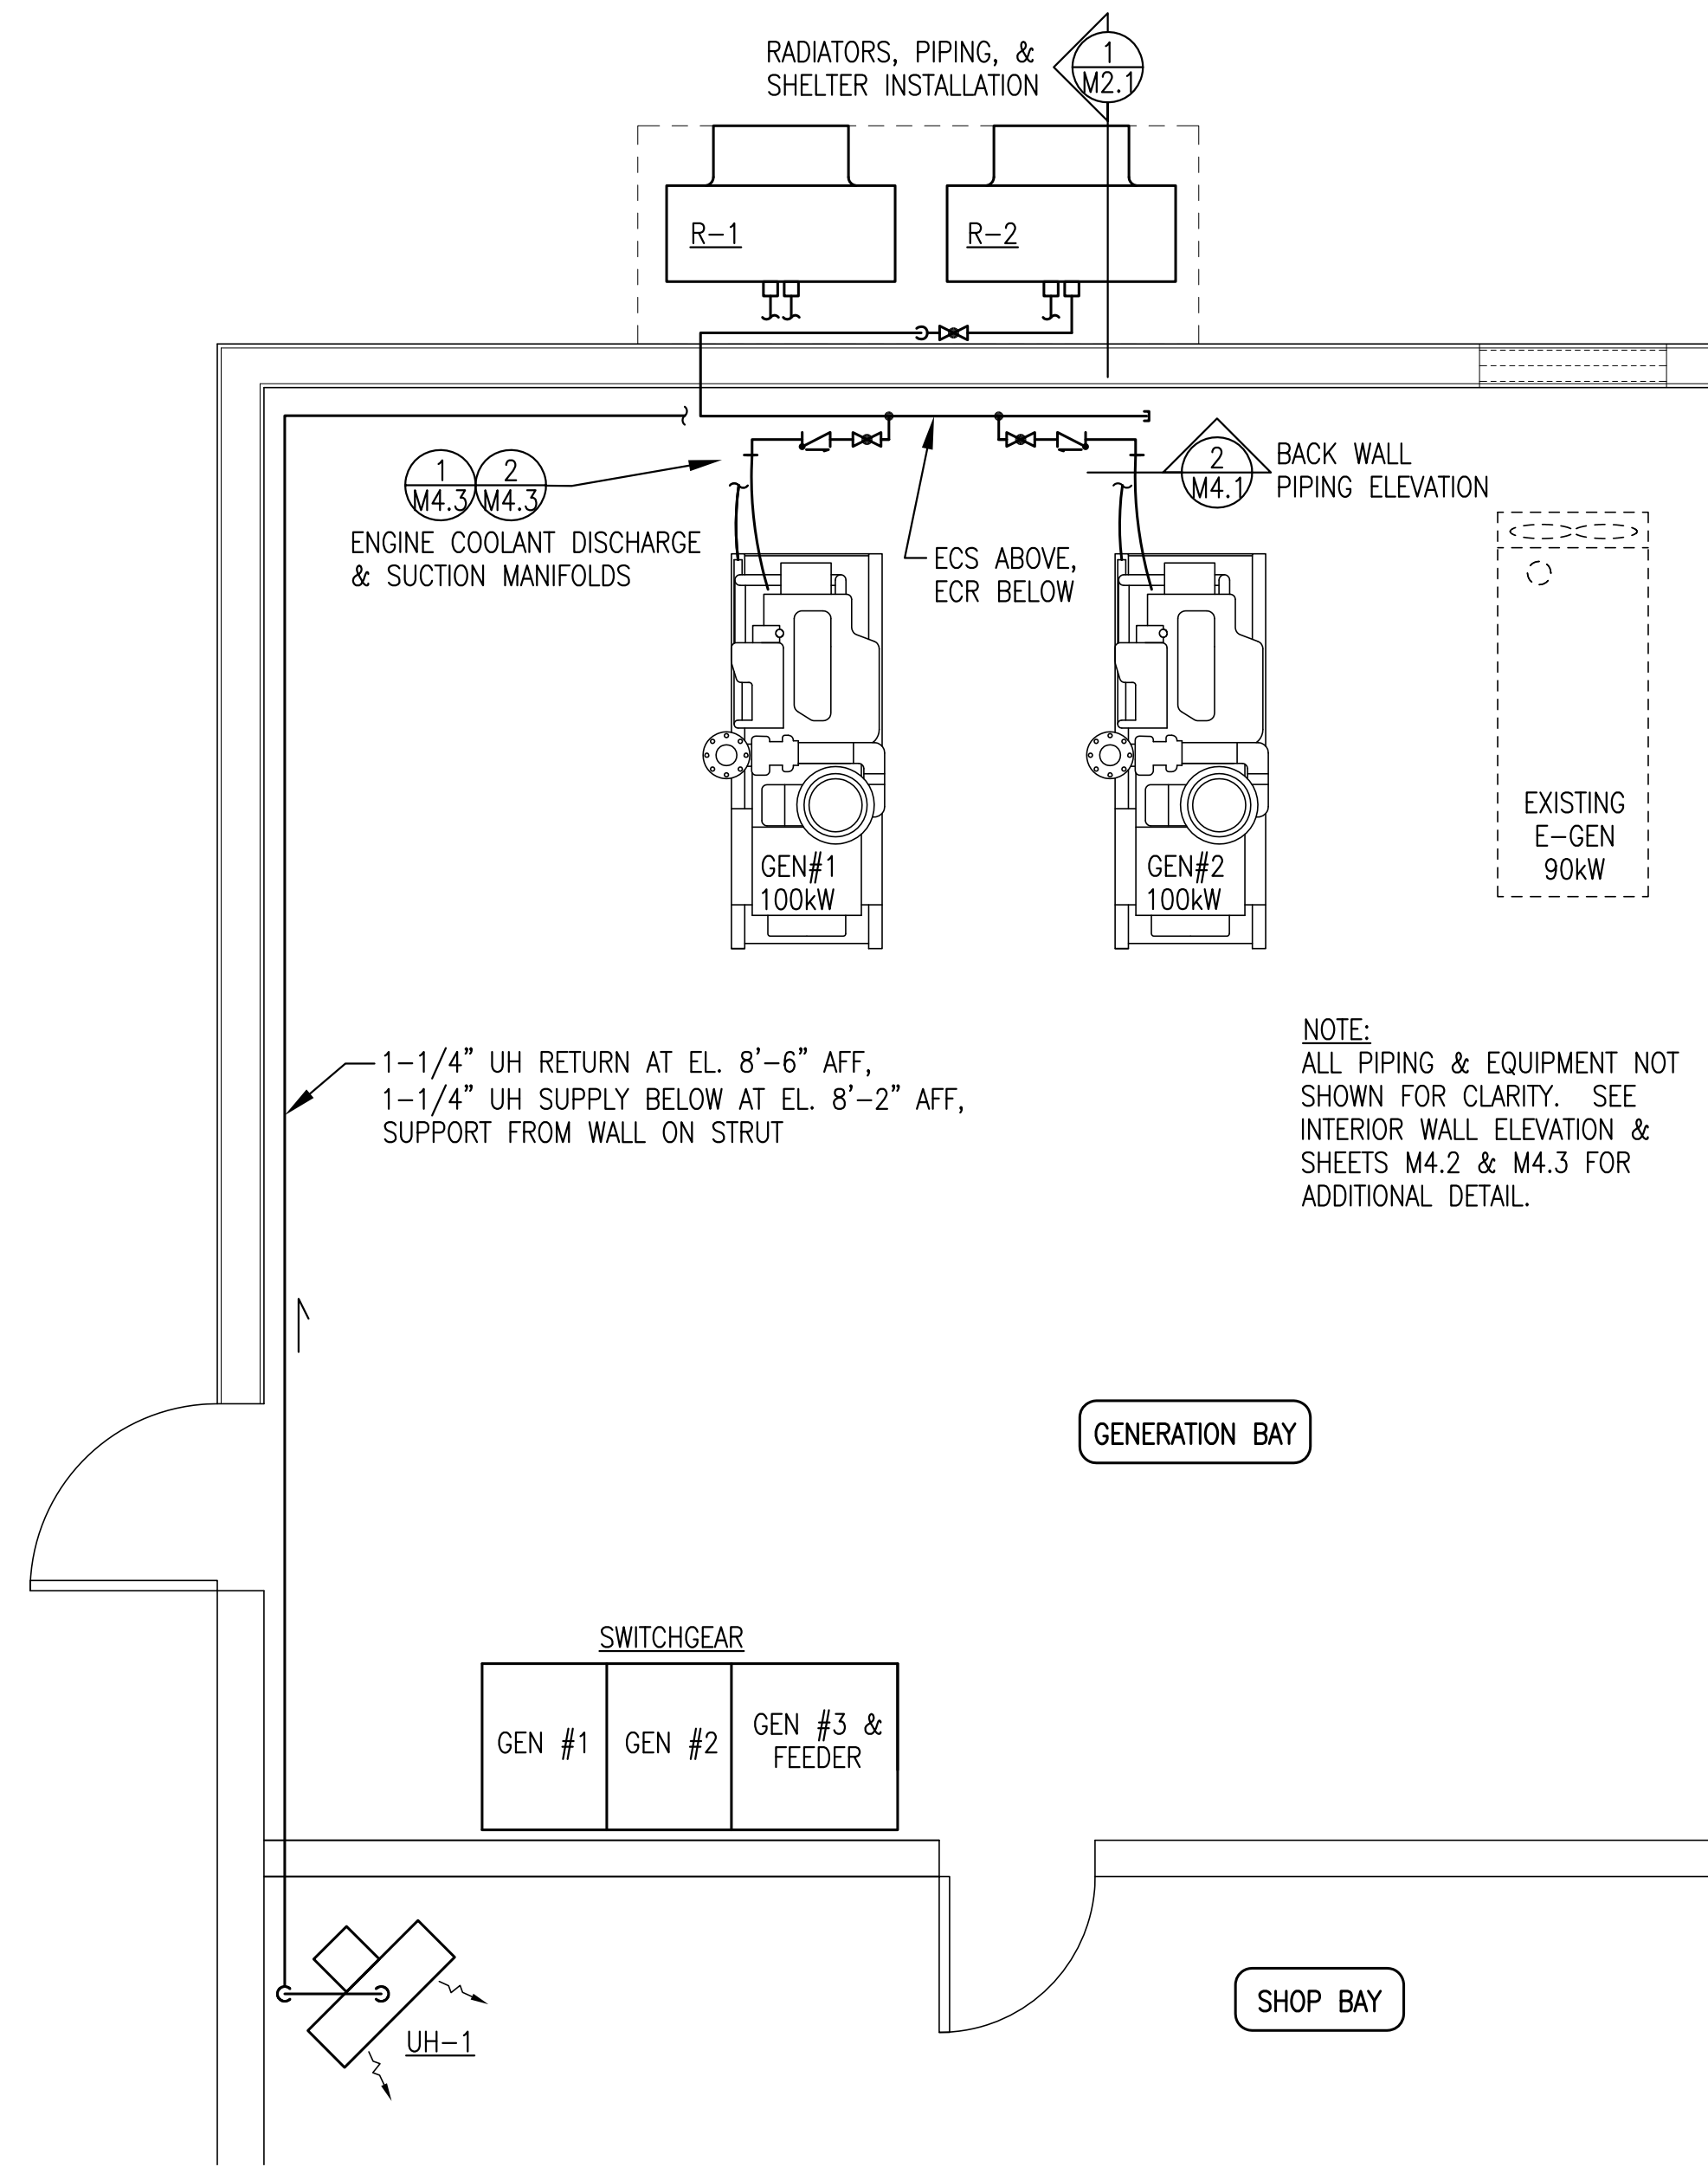 RADIATORS, PIPING, &
SHELTER INSTALLATION
1
M2.1
R-1
R-2
1
M4.3
2
M4.3
ENGINE COOLANT DISCHARGE
& SUCTION MANIFOLDS
2
M4.1
BACK WALL
PIPING ELEVATION
ECS ABOVE,
ECR BELOW
GEN#1
100kW
GEN#2
100kW
EXISTING
E-GEN
90kW
1-1/4” UH RETURN AT EL. 8’-6” AFF,
1-1/4” UH SUPPLY BELOW AT EL. 8’-2” AFF,
SUPPORT FROM WALL ON STRUT
NOTE:
ALL PIPING & EQUIPMENT NOT
SHOWN FOR CLARITY. SEE
INTERIOR WALL ELEVATION &
SHEETS M4.2 & M4.3 FOR
ADDITIONAL DETAIL.
GENERATION BAY
SWITCHGEAR
GEN #1
GEN #2
GEN #3 &
FEEDER
UH-1
SHOP BAY